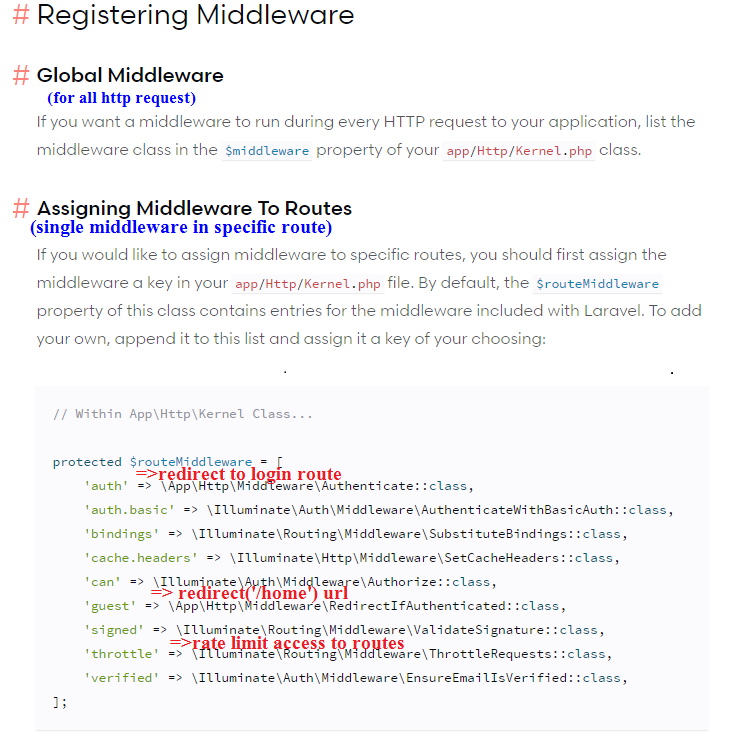 # Registering Middleware
# Global Middleware
(for all http request)
If you want a middleware to run during every HTTP request to your application, list the
middleware class in the $middleware property of your app/Http/Kernel.php class.
# Assigning Middleware To Routes
(single middleware in specific route)
If you would like to assign middleware to specific routes, you should first assign the
middleware a key in your app/Http/Kernel.php file. By default, the $routeMiddleware
property of this class contains entries for the middleware included with Laravel. To add
your own, append it to this list and assign it a key of your choosing:
// Within App\Http\Kernel Class...
protected $routeMiddleware = [
=>redirect to login route
'auth' => \App\Http\Middleware\Authenticate::class,
'auth.basic' => \Illuminate\Auth\Middleware\AuthenticateWithBasicAuth::class,
'bindings' => \Illuminate\Routing\Middleware\SubstituteBindings::class,
'cache.headers' => \Illuminate\Http\Middleware\SetCacheHeaders::class,
'can' => \Illuminate\Auth\Middleware\Authorize::class,
=> redirect('/home') url
'guest' => \App\Http\Middleware\RedirectIfAuthenticated::class,
'signed' => \Illuminate\Routing\Middleware\ValidateSignature::class,
=>rate limit access to routes
'throttle' => \Illuminate\Routing\Middleware\ThrottleRequests::class,
'verified' => \Illuminate\Auth\Middleware\EnsureEmailIsVerified::class,
];